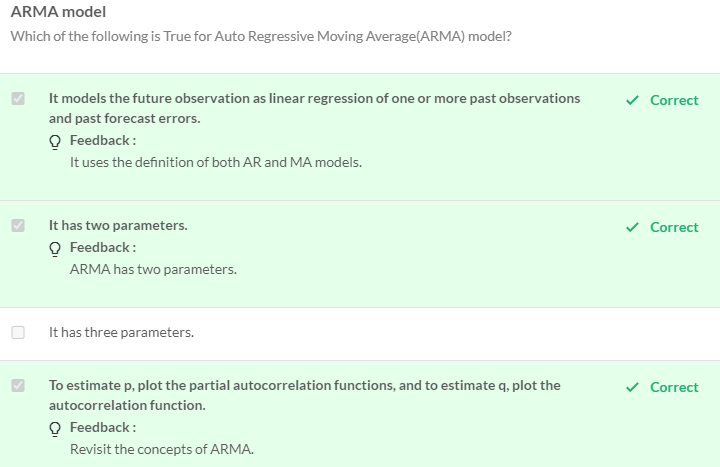 ARMA model
Which of the following is True for Auto Regressive Moving Average(ARMA) model?
It models the future observation as linear regression of one or more past observations
and past forecast errors.
Correct
Feedback :
It uses the definition of both AR and MA models.
It has two parameters.
Correct
Feedback :
ARMA has two parameters.
It has three parameters.
To estimate p, plot the partial autocorrelation functions, and to estimate q, plot the
autocorrelation function.
Correct
Feedback :
Revisit the concepts of ARMA.